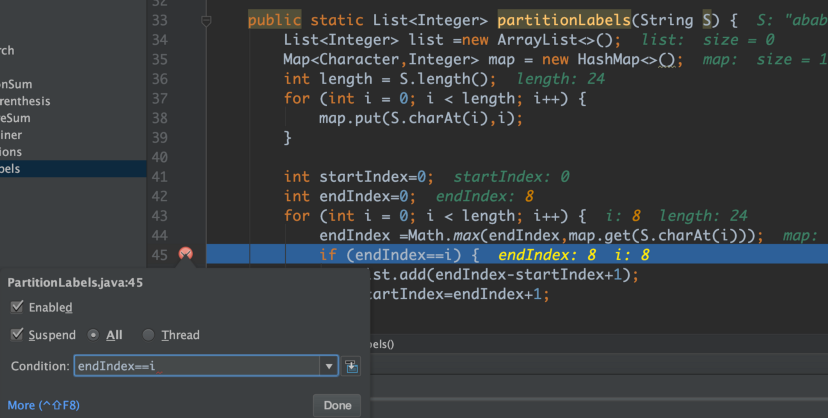 32
33 public static List<Integer> partitionLabels(String S) { S: "abab
rch 34 List<Integer> list =new ArrayList<>(); list: size = 0
35 Map<Character,Integer> map = new HashMap<>(); map: size = 1
onSum 36 int length = S.length(); length: 24
renthesis 37 for (int i = 0; i < length; i++) {
eSum 38 map.put(S.charAt(i),i);
iner 39 }
ions 40
bels 41 int startIndex=0; startIndex: 0
42 int endIndex=0; endIndex: 8
43 for (int i = 0; i < length; i++) { i: 8 length: 24
44 endIndex =Math.max(endIndex,map.get(S.charAt(i))); map:
45 if (endIndex==i) { endIndex: 8 i: 8
st.add(endIndex-startIndex+1);
tartIndex=endIndex+1;
els()
PartitionLabels.java:45
Enabled
Suspend All Thread
Condition: endIndex==i
More (^⇧F8) Done